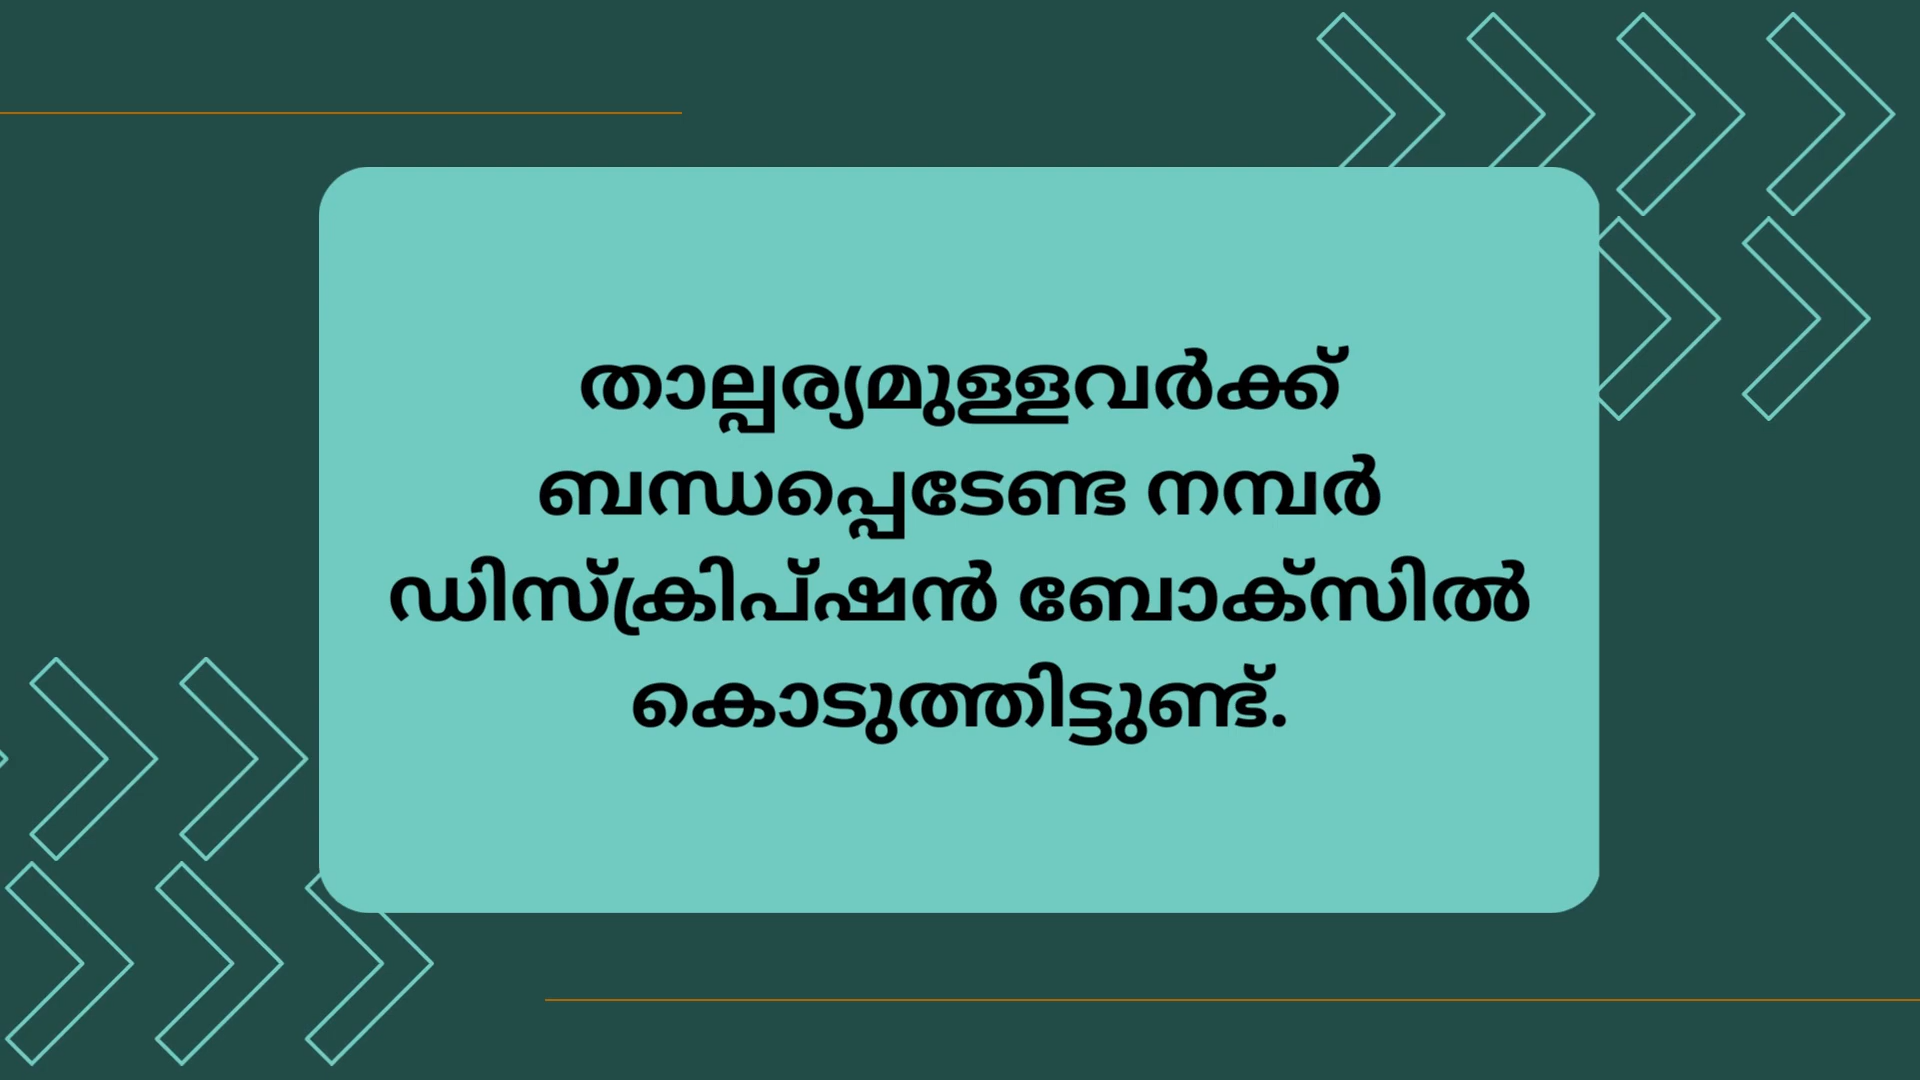 താല്പര്യമുള്ളവർക്ക്
ബന്ധപ്പെടേണ്ട നമ്പർ
ഡിസ്ക്രിപ്ഷൻ ബോക്സിൽ
കൊടുത്തിട്ടുണ്ട്.